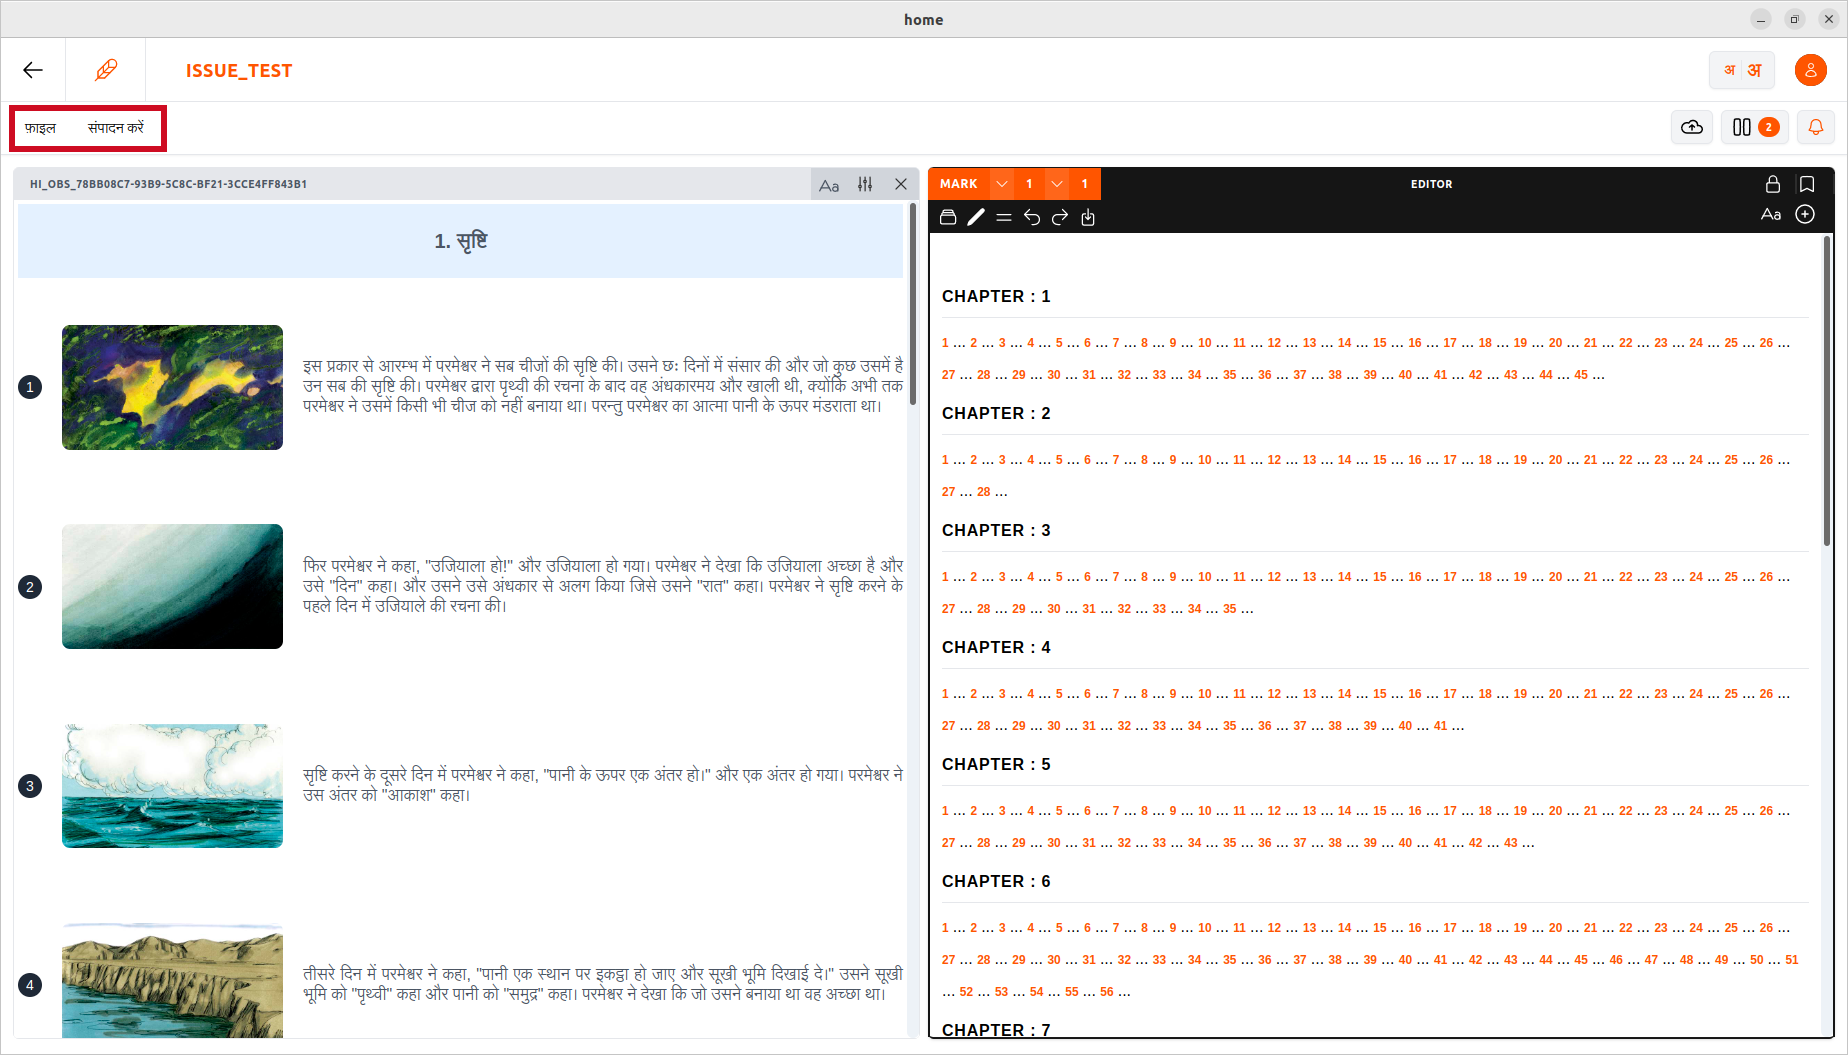 home
ISSUE_TEST
अ अ
फ़ाइल संपादन करें
2
HI_OBS_78BB08C7-93B9-5C8C-BF21-3CCE4FF843B1
Aa
1. सृष्टि
1
इस प्रकार से आरम्भ में परमेश्वर ने सब चीजों की सृष्टि की। उसने छः दिनों में संसार की और जो कुछ उसमें है
उन सब की सृष्टि की। परमेश्वर द्वारा पृथ्वी की रचना के बाद वह अंधकारमय और खाली थी, क्योंकि अभी तक
परमेश्वर ने उसमें किसी भी चीज को नहीं बनाया था। परन्तु परमेश्वर का आत्मा पानी के ऊपर मंडराता था।
2
फिर परमेश्वर ने कहा, "उजियाला हो!" और उजियाला हो गया। परमेश्वर ने देखा कि उजियाला अच्छा है और
उसे "दिन" कहा। और उसने उसे अंधकार से अलग किया जिसे उसने "रात" कहा। परमेश्वर ने सृष्टि करने के
पहले दिन में उजियाले की रचना की।
3
सृष्टि करने के दूसरे दिन में परमेश्वर ने कहा, "पानी के ऊपर एक अंतर हो।" और एक अंतर हो गया। परमेश्वर ने
उस अंतर को "आकाश" कहा।
4
तीसरे दिन में परमेश्वर ने कहा, "पानी एक स्थान पर इकट्ठा हो जाए और सूखी भूमि दिखाई दे।" उसने सूखी
भूमि को "पृथ्वी" कहा और पानी को "समुद्र" कहा। परमेश्वर ने देखा कि जो उसने बनाया था वह अच्छा था।
MARK 1 1
EDITOR
Aa
CHAPTER : 1
1 ... 2 ... 3 ... 4 ... 5 ... 6 ... 7 ... 8 ... 9 ... 10 ... 11 ... 12 ... 13 ... 14 ... 15 ... 16 ... 17 ... 18 ... 19 ... 20 ... 21 ... 22 ... 23 ... 24 ... 25 ... 26 ...
27 ... 28 ... 29 ... 30 ... 31 ... 32 ... 33 ... 34 ... 35 ... 36 ... 37 ... 38 ... 39 ... 40 ... 41 ... 42 ... 43 ... 44 ... 45 ...
CHAPTER : 2
1 ... 2 ... 3 ... 4 ... 5 ... 6 ... 7 ... 8 ... 9 ... 10 ... 11 ... 12 ... 13 ... 14 ... 15 ... 16 ... 17 ... 18 ... 19 ... 20 ... 21 ... 22 ... 23 ... 24 ... 25 ... 26 ...
27 ... 28 ...
CHAPTER : 3
1 ... 2 ... 3 ... 4 ... 5 ... 6 ... 7 ... 8 ... 9 ... 10 ... 11 ... 12 ... 13 ... 14 ... 15 ... 16 ... 17 ... 18 ... 19 ... 20 ... 21 ... 22 ... 23 ... 24 ... 25 ... 26 ...
27 ... 28 ... 29 ... 30 ... 31 ... 32 ... 33 ... 34 ... 35 ...
CHAPTER : 4
1 ... 2 ... 3 ... 4 ... 5 ... 6 ... 7 ... 8 ... 9 ... 10 ... 11 ... 12 ... 13 ... 14 ... 15 ... 16 ... 17 ... 18 ... 19 ... 20 ... 21 ... 22 ... 23 ... 24 ... 25 ... 26 ...
27 ... 28 ... 29 ... 30 ... 31 ... 32 ... 33 ... 34 ... 35 ... 36 ... 37 ... 38 ... 39 ... 40 ... 41 ...
CHAPTER : 5
1 ... 2 ... 3 ... 4 ... 5 ... 6 ... 7 ... 8 ... 9 ... 10 ... 11 ... 12 ... 13 ... 14 ... 15 ... 16 ... 17 ... 18 ... 19 ... 20 ... 21 ... 22 ... 23 ... 24 ... 25 ... 26 ...
27 ... 28 ... 29 ... 30 ... 31 ... 32 ... 33 ... 34 ... 35 ... 36 ... 37 ... 38 ... 39 ... 40 ... 41 ... 42 ... 43 ...
CHAPTER : 6
1 ... 2 ... 3 ... 4 ... 5 ... 6 ... 7 ... 8 ... 9 ... 10 ... 11 ... 12 ... 13 ... 14 ... 15 ... 16 ... 17 ... 18 ... 19 ... 20 ... 21 ... 22 ... 23 ... 24 ... 25 ... 26 ...
27 ... 28 ... 29 ... 30 ... 31 ... 32 ... 33 ... 34 ... 35 ... 36 ... 37 ... 38 ... 39 ... 40 ... 41 ... 42 ... 43 ... 44 ... 45 ... 46 ... 47 ... 48 ... 49 ... 50 ... 51
... 52 ... 53 ... 54 ... 55 ... 56 ...
CHAPTER : 7